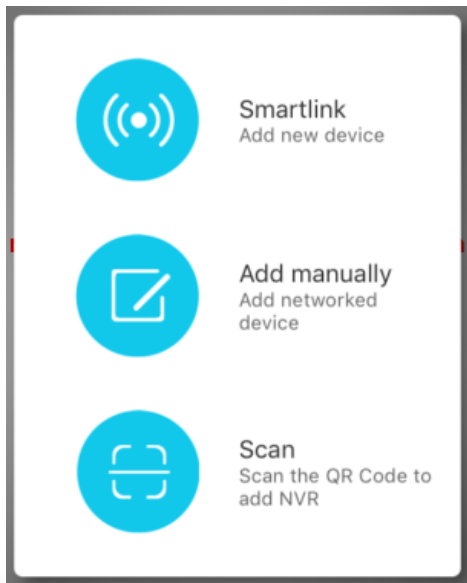 Smartlink
Add new device
Add manually
Add networked
device
Scan
Scan the QR Code to
add NVR